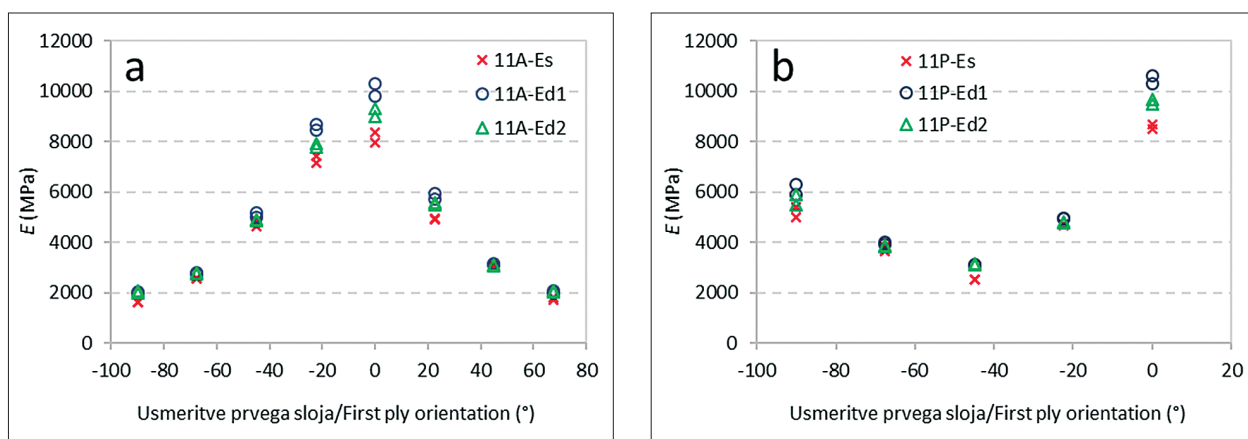 a
11A-Es
11A-Ed1
11A-Ed2
E (MPa)
12000
10000
8000
6000
4000
2000
0
-100 -80 -60 -40 -20 0 20 40 60 80
Usmeritve prvega sloja/First ply orientation (°)
b
11P-Es
11P-Ed1
11P-Ed2
E (MPa)
12000
10000
8000
6000
4000
2000
0
-100 -80 -60 -40 -20 0 20
Usmeritve prvega sloja/First ply orientation (°)